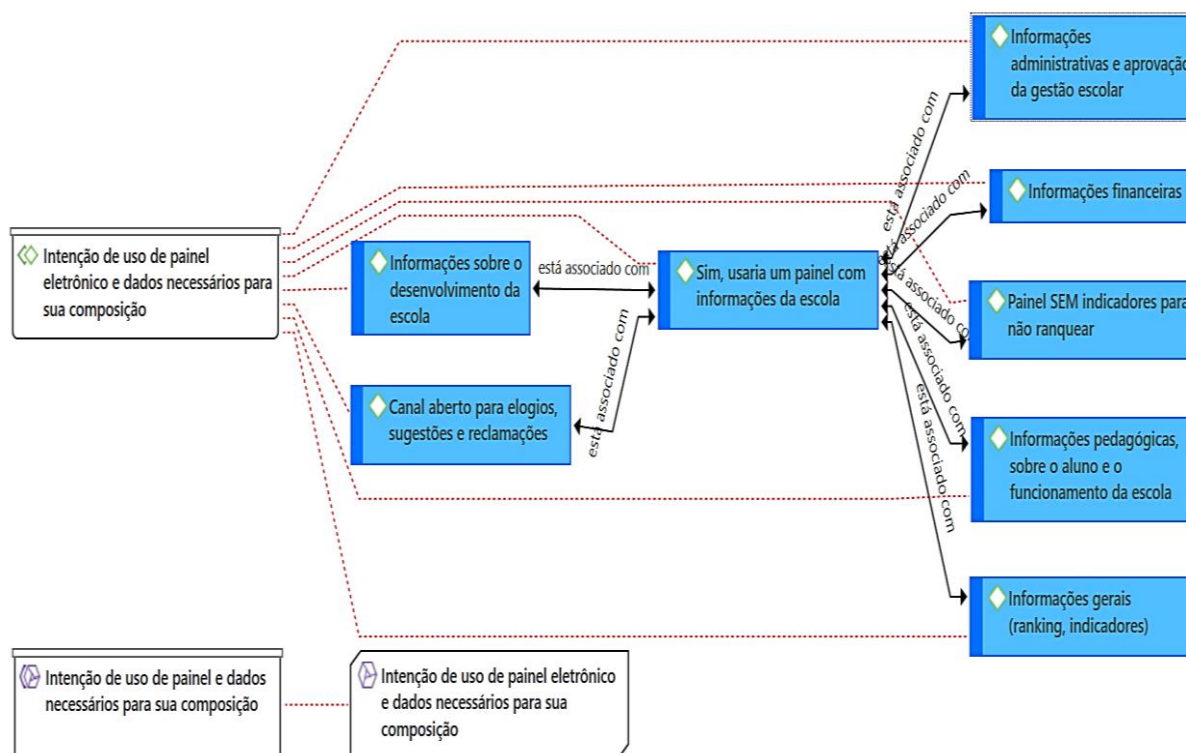 Informações
administrativas e aprovação
da gestão escolar
está associado com
está associado com
Informações financeiras
Intenção de uso de painel
eletrônico e dados necessários para
sua composição
Informações sobre o
desenvolvimento da
escola
está associado com
Sim, usaria um painel com
informações da escola
está associado co
Painel SEM indicadores para
não ranquear
está associado com
Canal aberto para elogios,
sugestões e reclamações
está associado com
Informações pedagógicas,
sobre o aluno e o
funcionamento da escola
está associado com
Informações gerais
(ranking, indicadores)
Intenção de uso de painel e dados
necessários para sua composição
Intenção de uso de painel eletrônico
e dados necessários para sua
composição